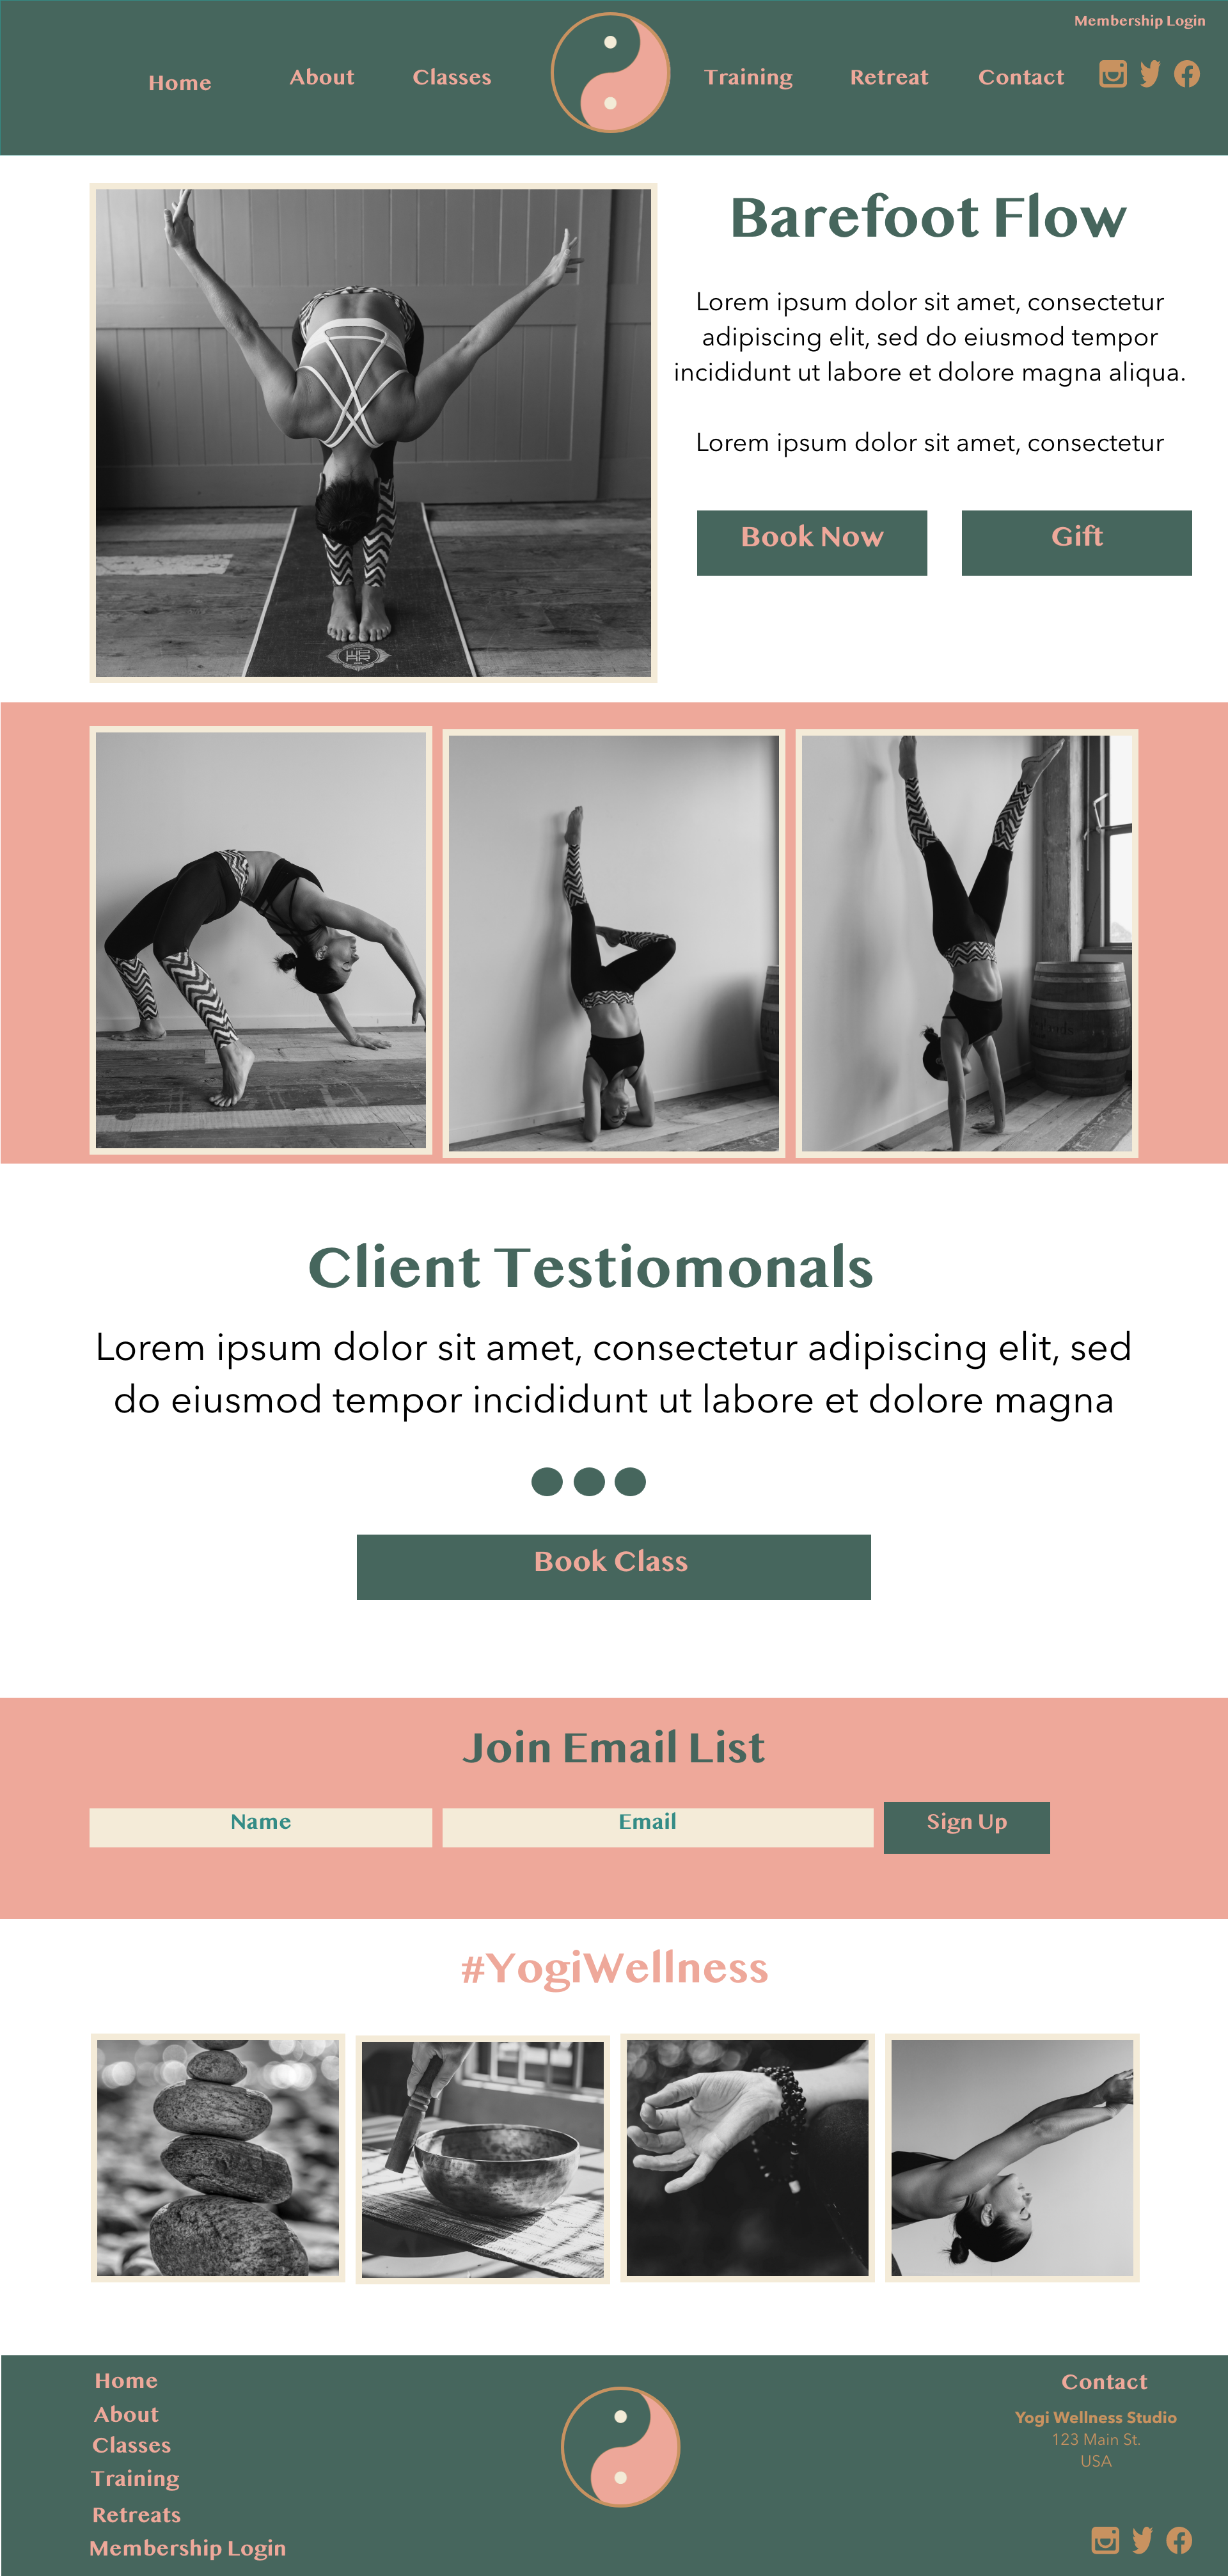 Membership Login
Home
About
Classes
Training
Retreat
Contact
Barefoot Flow
Lorem ipsum dolor sit amet, consectetur
adipiscing elit, sed do eiusmod tempor
incididunt ut labore et dolore magna aliqua.
Lorem ipsum dolor sit amet, consectetur
Book Now
Gift
Client Testiomonals
Lorem ipsum dolor sit amet, consectetur adipiscing elit, sed
do eiusmod tempor incididunt ut labore et dolore magna
Book Class
Join Email List
Name
Email
Sign Up
#YogiWellness
Home
About
Classes
Training
Retreats
Membership Login
Contact
Yogi Wellness Studio
123 Main St.
USA